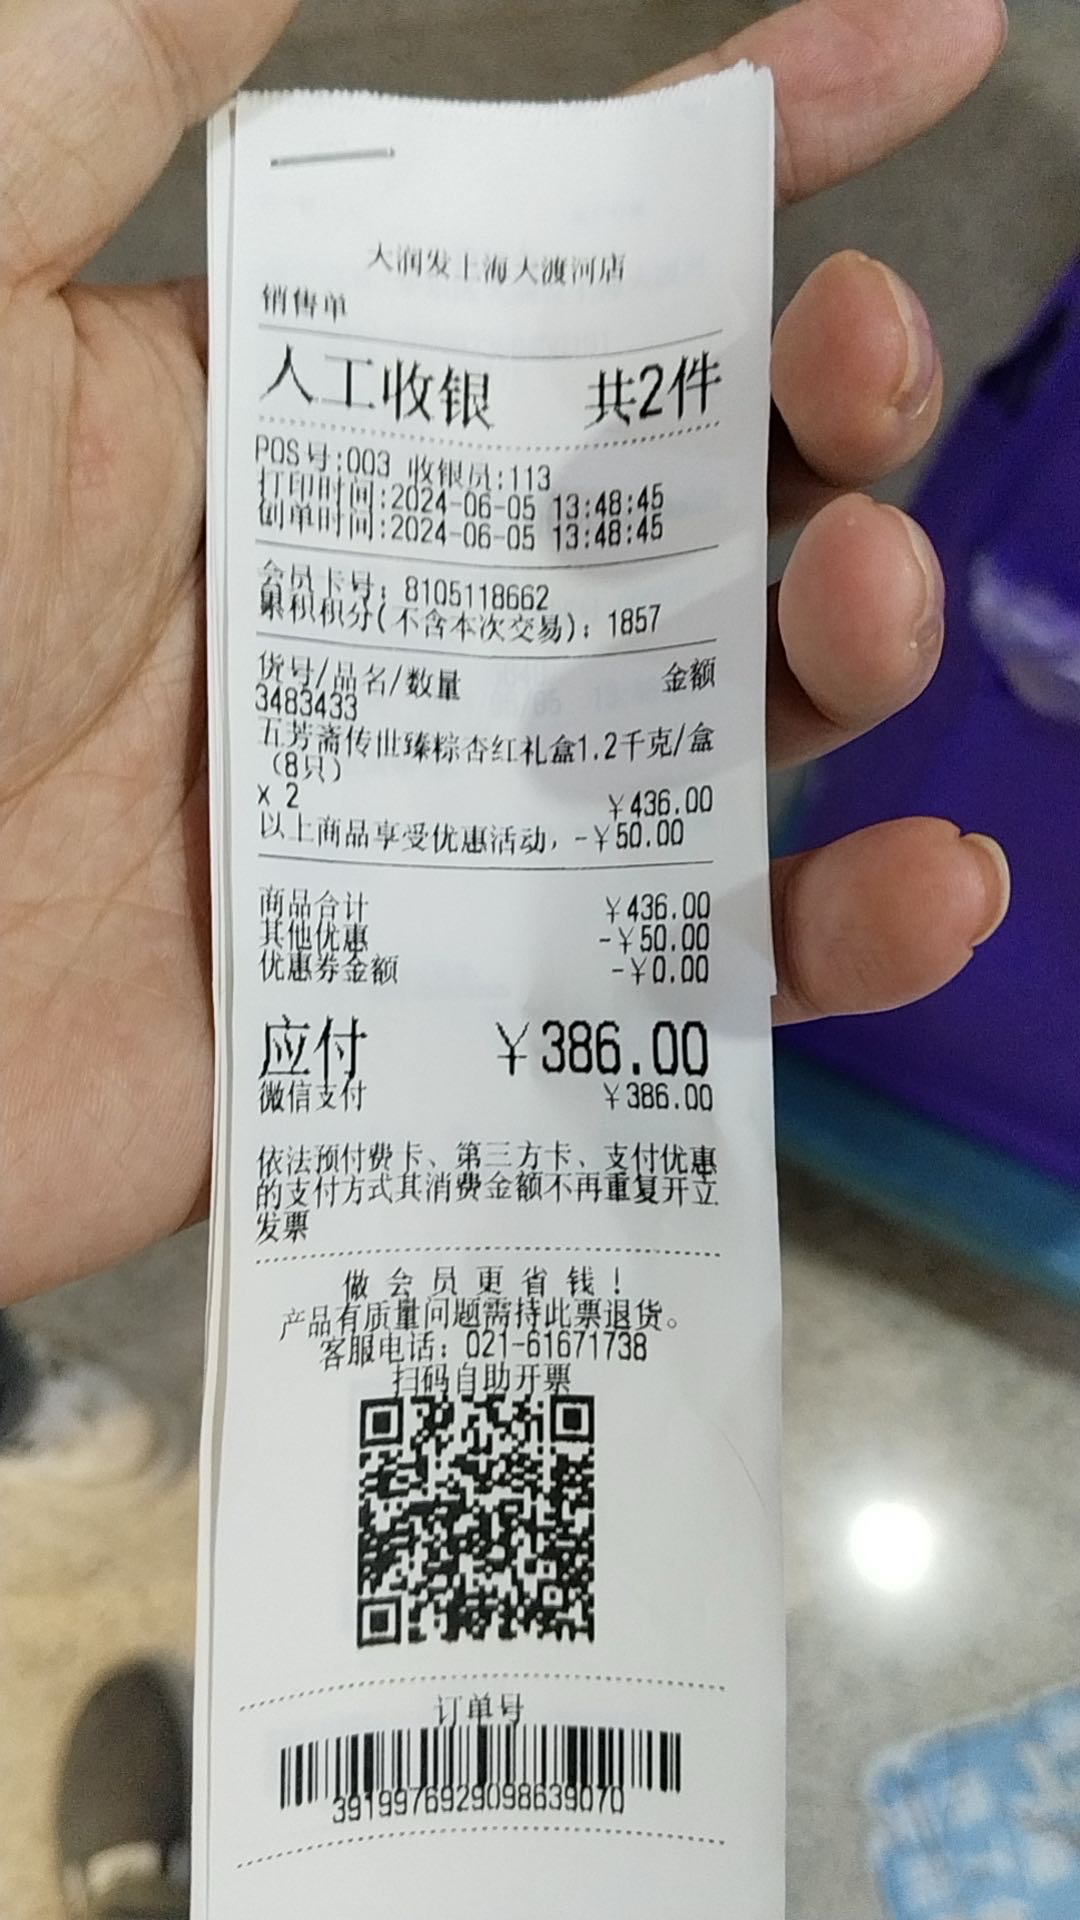 大润发上海大渡河店
销售单
人工收银 共2件
POS号:003 收银员:113
打印时间:2024-06-05 13:48:45
创单时间:2024-06-05 13:48:45
会员卡号: 8105118662
累积积分(不含本次交易): 1857
货号/品名/数量 金额
3483433
五芳斋传世臻粽杏红礼盒1.2千克/盒
(8只)
x 2 ¥436.00
以上商品享受优惠活动, -¥50.00
商品合计 ¥436.00
其他优惠 -¥50.00
优惠券金额 -¥0.00
应付 ¥386.00
微信支付 ¥386.00
依法预付费卡、第三方卡、支付优惠
的支付方式其消费金额不再重复开立
发票
做会员更省钱!
产品有质量问题需持此票退货。
客服电话: 021-61671738
扫码自助开票
订单号
3919976929098639070